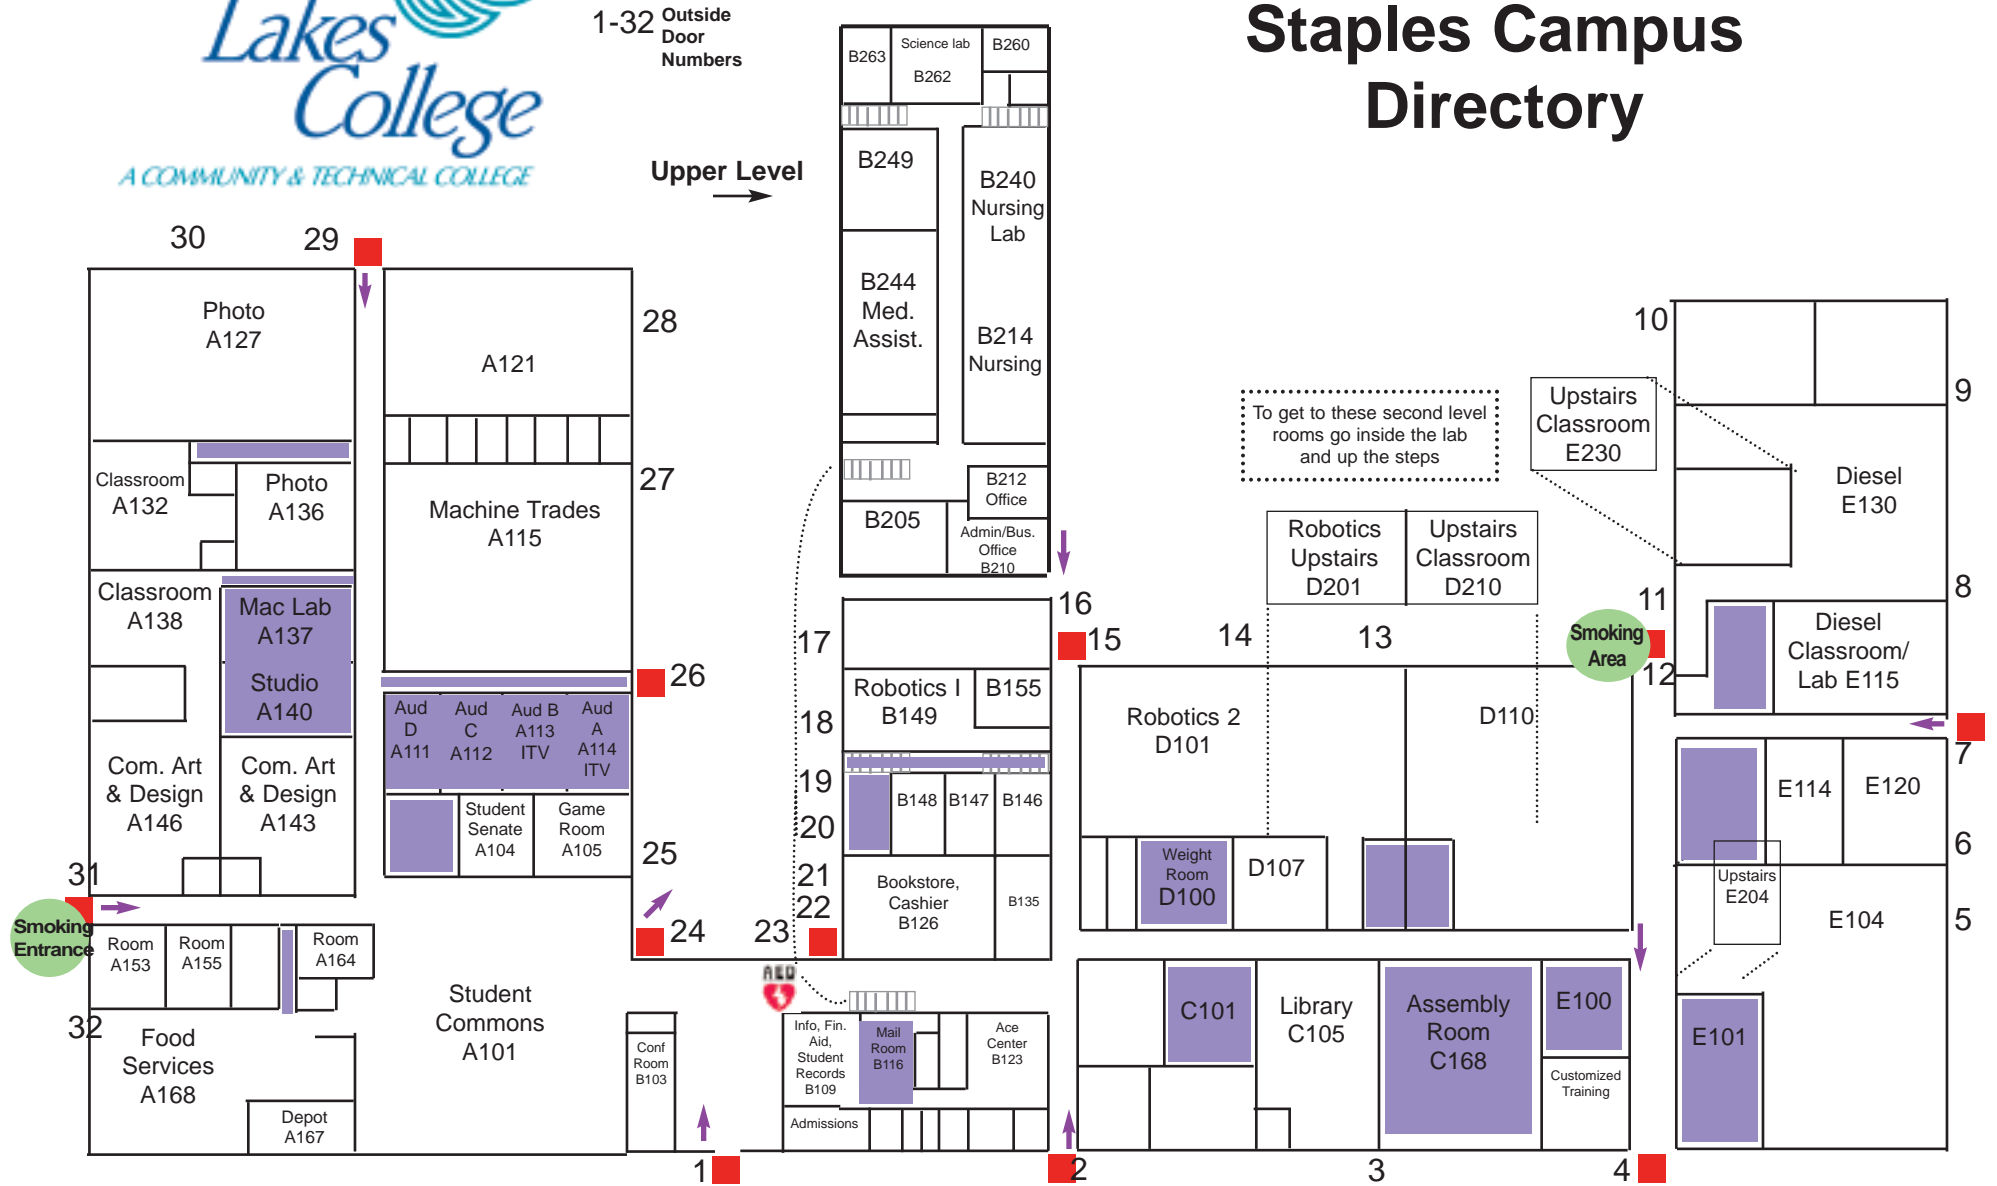 Lakes
College
A COMMUNITY & TECHNICAL COLLEGE
1-32 Outside
Door
Numbers
Staples Campus
Directory
Upper Level
B263
Science lab
B262
B260
B249
B240
Nursing
Lab
B244
Med.
Assist.
B214
Nursing
B212
Office
B205
Admin/Bus.
Office
B210
30
29
28
27
26
25
24
23
22
21
20
19
18
17
16
15
14
13
12
11
10
9
8
7
6
5
4
3
2
1
31
32
Photo
A127
A121
Classroom
A132
Photo
A136
Machine Trades
A115
Classroom
A138
Mac Lab
A137
Studio
A140
Aud
D
A111
Aud
C
A112
Aud B
A113
ITV
Aud
A
A114
ITV
Com. Art
& Design
A146
Com. Art
& Design
A143
Student
Senate
A104
Game
Room
A105
Smoking
Entrance
Room
A153
Room
A155
Room
A164
Food
Services
A168
Depot
A167
Student
Commons
A101
Conf
Room
B103
AED
Robotics I
B149
B155
B148
B147
B146
Bookstore,
Cashier
B126
B135
Info, Fin.
Aid,
Student
Records
B109
Mail
Room
B116
Ace
Center
B123
Admissions
To get to these second level
rooms go inside the lab
and up the steps
Robotics
Upstairs
D201
Upstairs
Classroom
D210
Upstairs
Classroom
E230
Robotics 2
D101
D110
Weight
Room
D100
D107
Smoking
Area
C101
Library
C105
Assembly
Room
C168
E100
Customized
Training
Diesel
E130
Diesel
Classroom/
Lab E115
E114
E120
Upstairs
E204
E104
E101